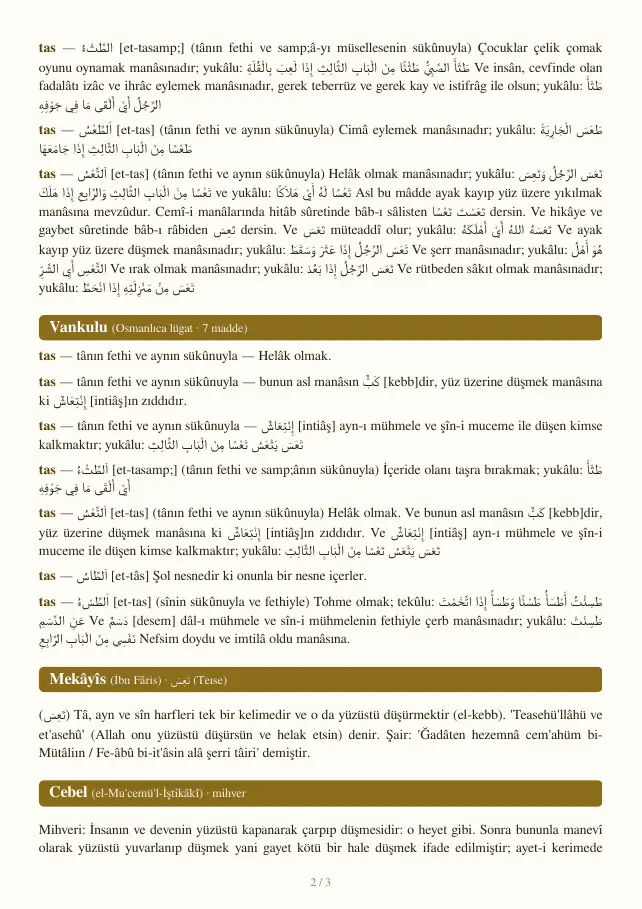 tas — اَلطَّثْءُ [et-tasamp;] (tânın fethi ve samp;â-yı müsellesenin sükûnuyla) Çocuklar çelik çomak
oyunu oynamak manâsınadır; yukâlu: طَثَأَ الصَّبِيُّ طَثْئًا مِنَ الْبَابِ الثَّالِثِ إِذَا لَعِبَ بِالْقُلَةِ Ve insân, cevfinde olan
fadalâtı izâc ve ihrâc eylemek manâsınadır, gerek teberrüz ve gerek kay ve istifrâg ile olsun; yukâlu: طَثَأَ
الرَّجُلُ أَيْ أَلْقَى مَا فِي جَوْفِهِ
tas — اَلطَّعْسُ [et-tas] (tânın fethi ve aynın sükûnuyla) Cimâ eylemek manâsınadır; yukâlu: طَعَسَ الْجَارِيَةَ
طَعْسًا مِنَ الْبَابِ الثَّالِثِ إِذَا جَامَعَهَا
tas — اَلتَّعْسُ [et-tas] (tânın fethi ve aynın sükûnuyla) Helâk olmak manâsınadır; yukâlu: تَعَسَ الرَّجُلُ وَتَعِسَ
تَعْسًا مِنَ الْبَابِ الثَّالِثِ وَالرَّابِعِ إِذَا هَلَكَ ve yukâlu: تَعْسًا لَهُ أَيْ هَلاَكًا Asl bu mâdde ayak kayıp yüz üzere yıkılmak
manâsına mevzûdur. Cemî-i manâlarında hitâb sûretinde bâb-ı sâlisten تَعَسْتَ تَعْسًا dersin. Ve hikâye ve
gaybet sûretinde bâb-ı râbiden تَعِسَ dersin. Ve تَعَسَ müteaddî olur; yukâlu: تَعَسَهُ اللهُ أَيْ أَهْلَكَهُ Ve ayak
kayıp yüz üzere düşmek manâsınadır; yukâlu: تَعَسَ الرَّجُلُ إِذَا عَثَرَ وَسَقَطَ Ve şerr manâsınadır; yukâlu: هُوَ أَهْلُ
التَّعْسِ أَيِ الشَّرِّ Ve ırak olmak manâsınadır; yukâlu: تَعَسَ الرَّجُلُ إِذَا بَعُدَ Ve rütbeden sâkıt olmak manâsınadır;
yukâlu: تَعَسَ مِنْ مَنْزِلَتِهِ إِذَا انْحَطَّ
Vankulu (Osmanlıca lügat · 7 madde)
tas — tânın fethi ve aynın sükûnuyla — Helâk olmak.
tas — tânın fethi ve aynın sükûnuyla — bunun asl manâsın كَبٌّ [kebb]dir, yüz üzerine düşmek manâsına
ki إِنْتِعَاشٌ [intiâş]ın zıddıdır.
tas — tânın fethi ve aynın sükûnuyla — إِنْتِعَاشٌ [intiâş] ayn-ı mühmele ve şîn-i muceme ile düşen kimse
kalkmaktır; yukâlu: تَعَسَ يَتْعَسُ تَعْسًا مِنَ الْبَابِ الثَّالِثِ
tas — اَلطَّثْءُ [et-tasamp;] (tânın fethi ve samp;ânın sükûnuyla) İçeride olanı taşra bırakmak; yukâlu: طَثَأَ
أَيْ أَلْقَى مَا فِي جَوْفِهِ
tas — اَلتَّعْسُ [et-tas] (tânın fethi ve aynın sükûnuyla) Helâk olmak. Ve bunun asl manâsın كَبٌّ [kebb]dir,
yüz üzerine düşmek manâsına ki إِنْتِعَاشٌ [intiâş]ın zıddıdır. Ve إِنْتِعَاشٌ [intiâş] ayn-ı mühmele ve şîn-i
muceme ile düşen kimse kalkmaktır; yukâlu: تَعَسَ يَتْعَسُ تَعْسًا مِنَ الْبَابِ الثَّالِثِ
tas — اَلطَّاسُ [et-tâs] Şol nesnedir ki onunla bir nesne içerler.
tas — اَلطَّسْءُ [et-tas] (sînin sükûnuyla ve fethiyle) Tohme olmak; tekûlu: طَسِئْتُ أَطْسَأُ طَسْئًا وَطَسَأً إِذَا اتَّخَمْتَ
عَنِ الدَّسَمِ Ve دَسَمٌ [desem] dâl-ı mühmele ve sîn-i mühmelenin fethiyle çerb manâsınadır; yukâlu: طَسِئَتْ
نَفْسِي مِنَ الْبَابِ الرَّابِعِ Nefsim doydu ve imtilâ oldu manâsına.
Mekâyîs (İbn Fâris) · تَعِسَ (Teıse)
(تَعِسَ) Tâ, ayn ve sîn harfleri tek bir kelimedir ve o da yüzüstü düşürmektir (el-kebb). 'Teasehü'llâhü ve
et'asehû' (Allah onu yüzüstü düşürsün ve helak etsin) denir. Şair: 'Ğadâten hezemnâ cem'ahüm bi-
Mütâlin / Fe-âbû bi-it'âsin alâ şerri tâiri' demiştir.
Cebel (el-Mu'cemü'l-İştikâkî) · mihver
Mihveri: İnsanın ve devenin yüzüstü kapanarak çarpıp düşmesidir: o heyet gibi. Sonra bununla manevî
olarak yüzüstü yuvarlanıp düşmek yani gayet kötü bir hale düşmek ifade edilmiştir; ayet-i kerimede
2 / 3